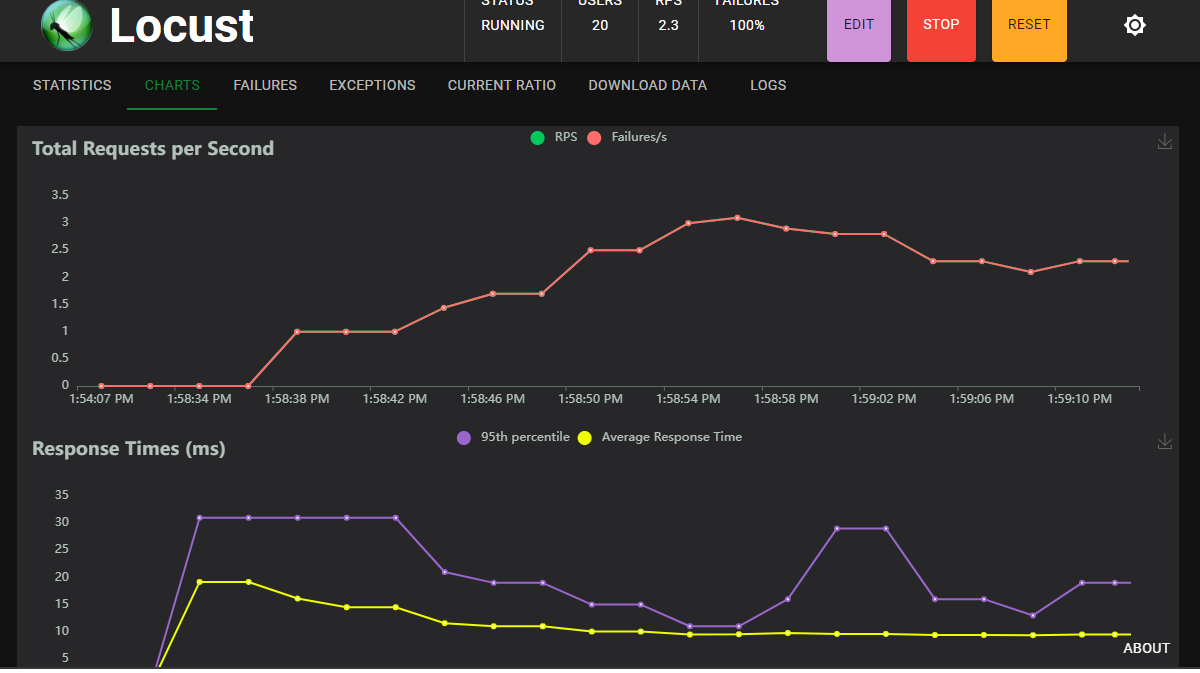 Locust
STATUS USERS RPS FAILURES
RUNNING 20 2.3 100%
EDIT STOP RESET
STATISTICS CHARTS FAILURES EXCEPTIONS CURRENT RATIO DOWNLOAD DATA LOGS
Total Requests per Second
RPS Failures/s
3.5
3
2.5
2
1.5
1
0.5
0
1:54:07 PM 1:58:34 PM 1:58:38 PM 1:58:42 PM 1:58:46 PM 1:58:50 PM 1:58:54 PM 1:58:58 PM 1:59:02 PM 1:59:06 PM 1:59:10 PM
Response Times (ms)
95th percentile Average Response Time
35
30
25
20
15
10
5
ABOUT